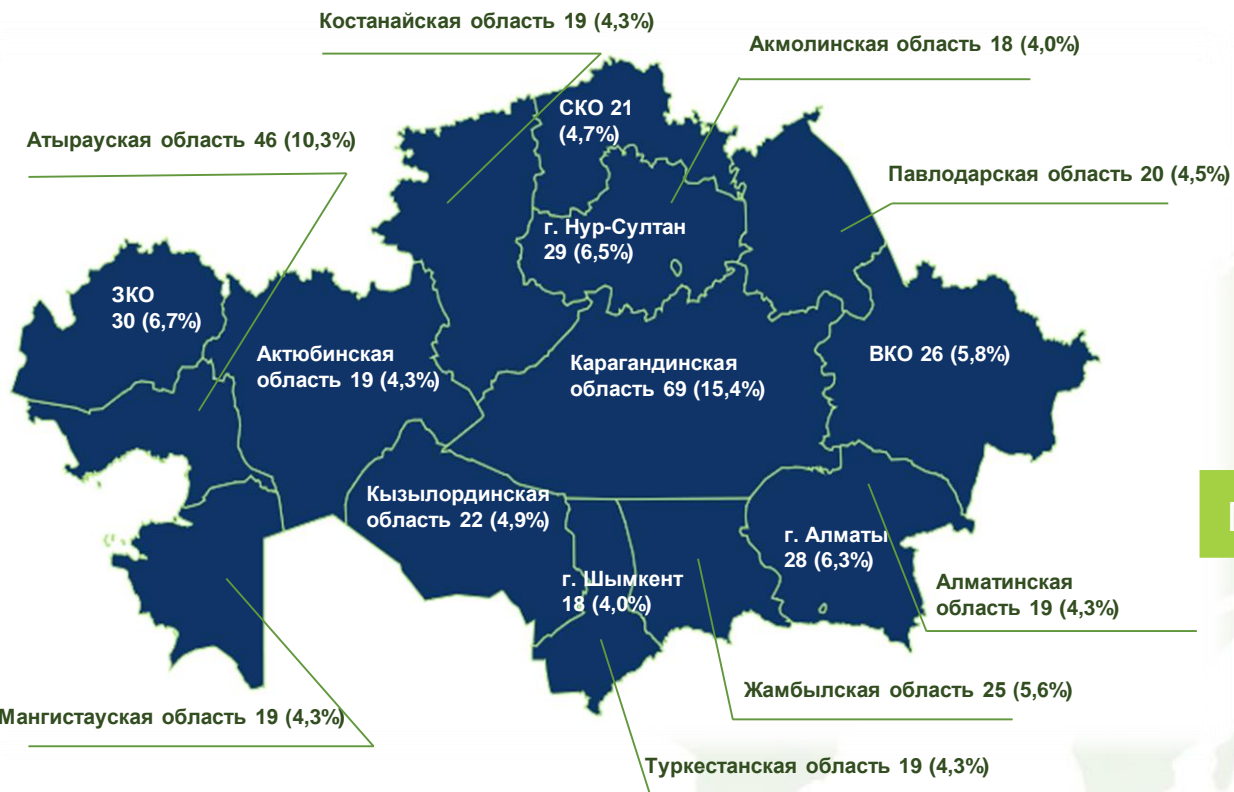 Костанайская область 19 (4,3%)
Акмолинская область 18 (4,0%)
СКО 21
(4,7%)
Атырауская область 46 (10,3%)
Павлодарская область 20 (4,5%)
г. Нур-Султан
29 (6,5%)
ЗКО
30 (6,7%)
Актюбинская
область 19 (4,3%)
Карагандинская
область 69 (15,4%)
ВКО 26 (5,8%)
Кызылординская
область 22 (4,9%)
г. Алматы
28 (6,3%)
г. Шымкент
18 (4,0%)
Алматинская
область 19 (4,3%)
Жамбылская область 25 (5,6%)
Мангистауская область 19 (4,3%)
Туркестанская область 19 (4,3%)